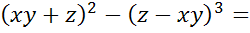 (xy + z)² − (z − xy)³ =